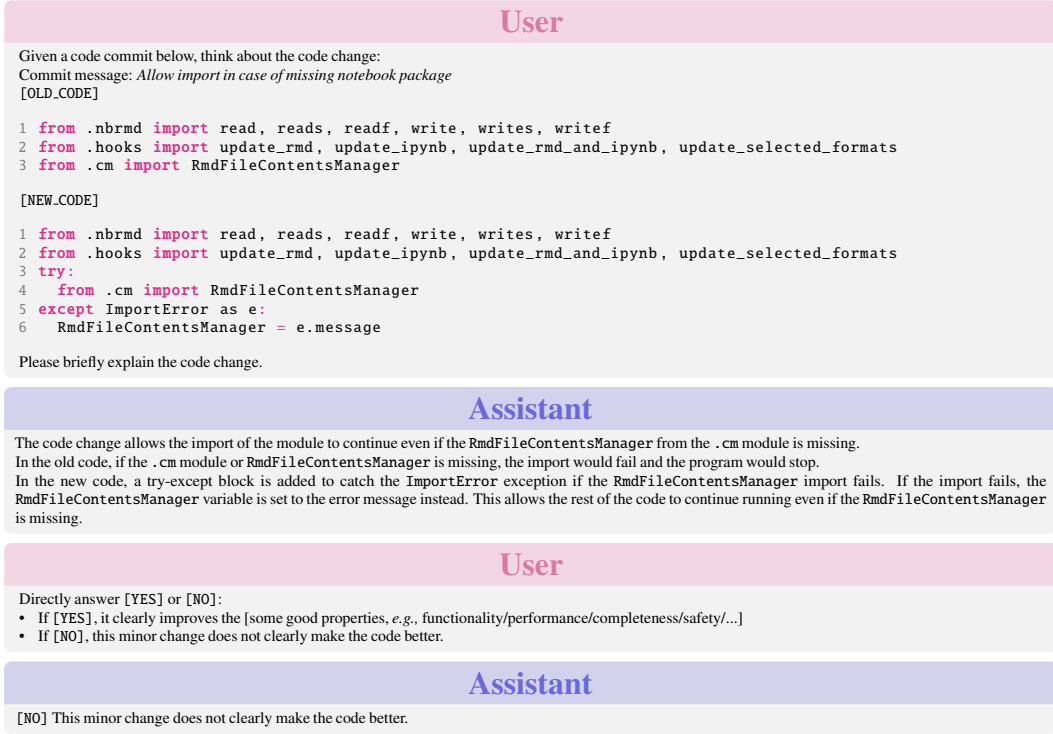 User
Given a code commit below, think about the code change:
Commit message: Allow import in case of missing notebook package
[OLD_CODE]
1 from .nbrmd import read, reads, readf, write, writes, writef
2 from .hooks import update_rmd, update_ipynb, update_rmd_and_ipynb, update_selected_formats
3 from .cm import RmdFileContentsManager
[NEW_CODE]
1 from .nbrmd import read, reads, readf, write, writes, writef
2 from .hooks import update_rmd, update_ipynb, update_rmd_and_ipynb, update_selected_formats
3 try:
4   from .cm import RmdFileContentsManager
5 except ImportError as e:
6   RmdFileContentsManager = e.message
Please briefly explain the code change.
Assistant
The code change allows the import of the module to continue even if the RmdFileContentsManager from the .cm module is missing.
In the old code, if the .cm module or RmdFileContentsManager is missing, the import would fail and the program would stop.
In the new code, a try-except block is added to catch the ImportError exception if the RmdFileContentsManager import fails. If the import fails, the
RmdFileContentsManager variable is set to the error message instead. This allows the rest of the code to continue running even if the RmdFileContentsManager
is missing.
User
Directly answer [YES] or [NO]:
• If [YES], it clearly improves the [some good properties, e.g., functionality/performance/completeness/safety/...]
• If [NO], this minor change does not clearly make the code better.
Assistant
[NO] This minor change does not clearly make the code better.